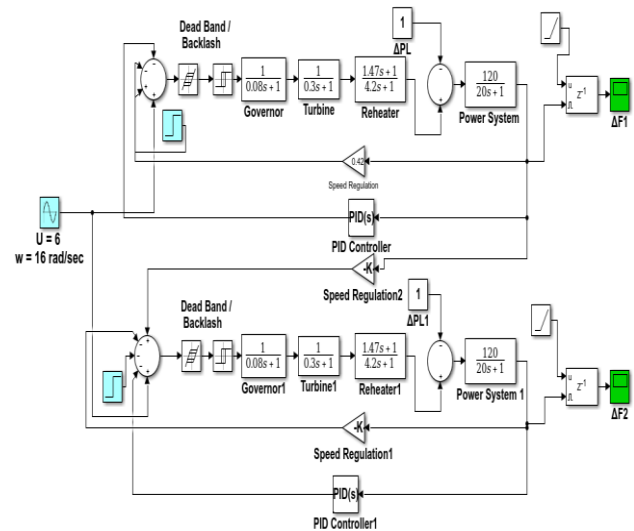 Dead Band /
Backlash
1
ΔPL
1
0.08s+1
Governor
1
0.3s+1
Turbine
1.47s+1
4.2s+1
Reheater
120
20s+1
Power System
Z-1
ΔF1
0.42
Speed Regulation
PID(s)
PID Controller
U = 6
w = 16 rad/sec
-K
Speed Regulation2
Dead Band /
Backlash
1
ΔPL1
1
0.08s+1
Governor1
1
0.3s+1
Turbine1
1.47s+1
4.2s+1
Reheater1
120
20s+1
Power System 1
u
Z-1
ΔF2
-K
Speed Regulation1
PID(s)
PID Controller1